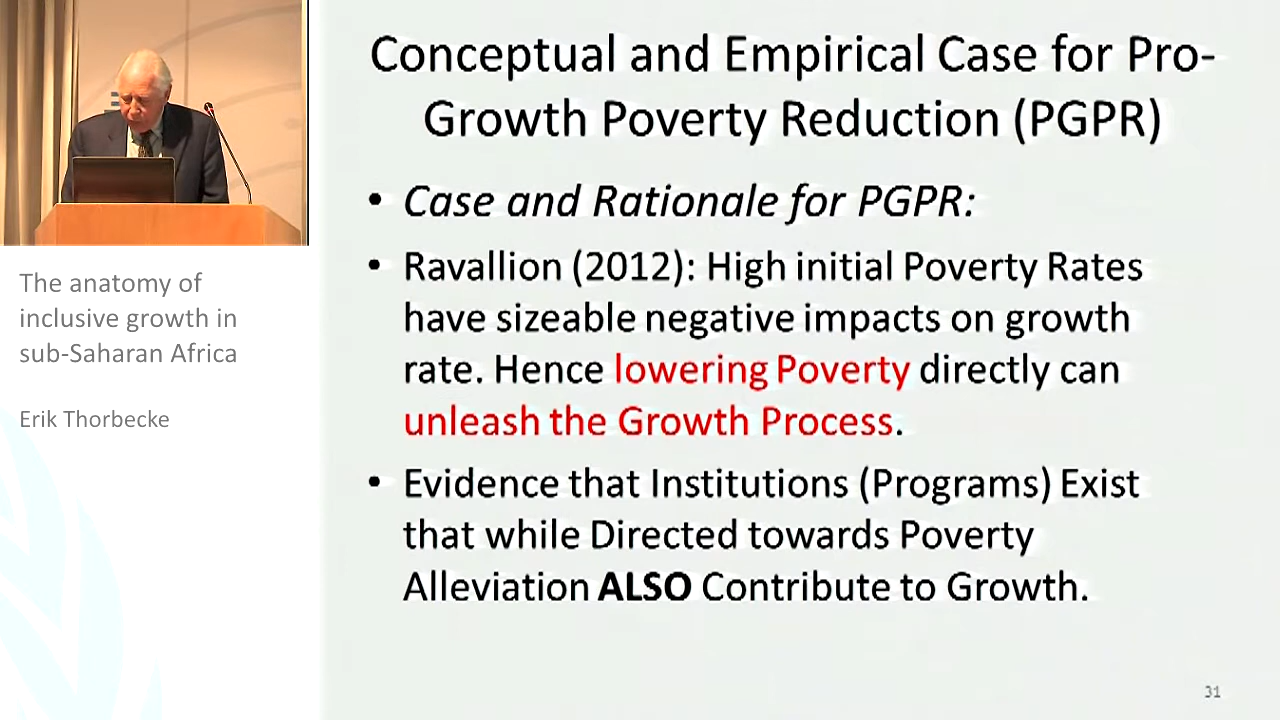 Conceptual and Empirical Case for Pro-
Growth Poverty Reduction (PGPR)
• Case and Rationale for PGPR:
• Ravallion (2012): High initial Poverty Rates
have sizeable negative impacts on growth
rate. Hence lowering Poverty directly can
unleash the Growth Process.
• Evidence that Institutions (Programs) Exist
that while Directed towards Poverty
Alleviation ALSO Contribute to Growth.
31
The anatomy of
inclusive growth in
sub-Saharan Africa
Erik Thorbecke